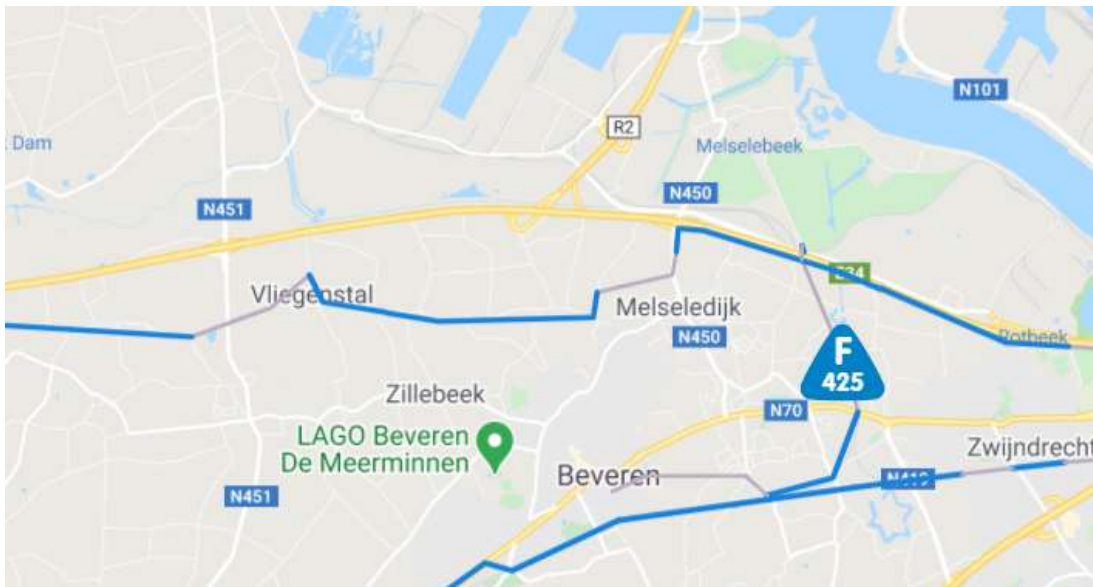 N101
R2
Dam
Melselebeek
N450
N451
E34
Vliegenstal
Melseledijk
N450
Rotbeek
F
425
Zillebeek
N70
LAGO Beveren
De Meerminnen
Zwijndrecht
Beveren
N451
N419